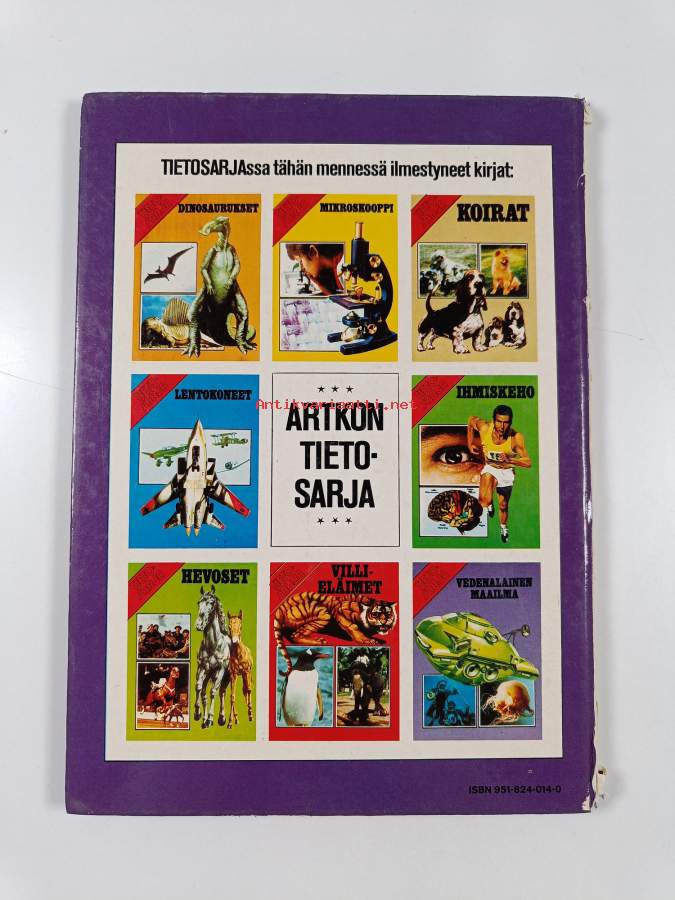 TIETOSARJAssa tähän mennessä ilmestyneet kirjat:
DINOSAURUKSET
MIKROSKOOPPI
KOIRAT
LENTOKONEET
Antikvariaatti.net
ARTKON
TIETO-
SARJA
IHMISKEHO
HEVOSET
VILLI-
ELÄIMET
VEDENALAINEN
MAAILMA
ISBN 951-824-014-0